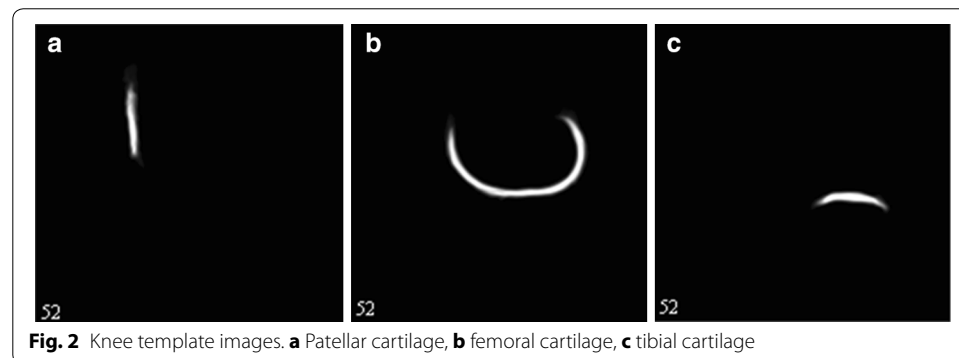 a b c
52 52 52
Fig. 2 Knee template images. a Patellar cartilage, b femoral cartilage, c tibial cartilage